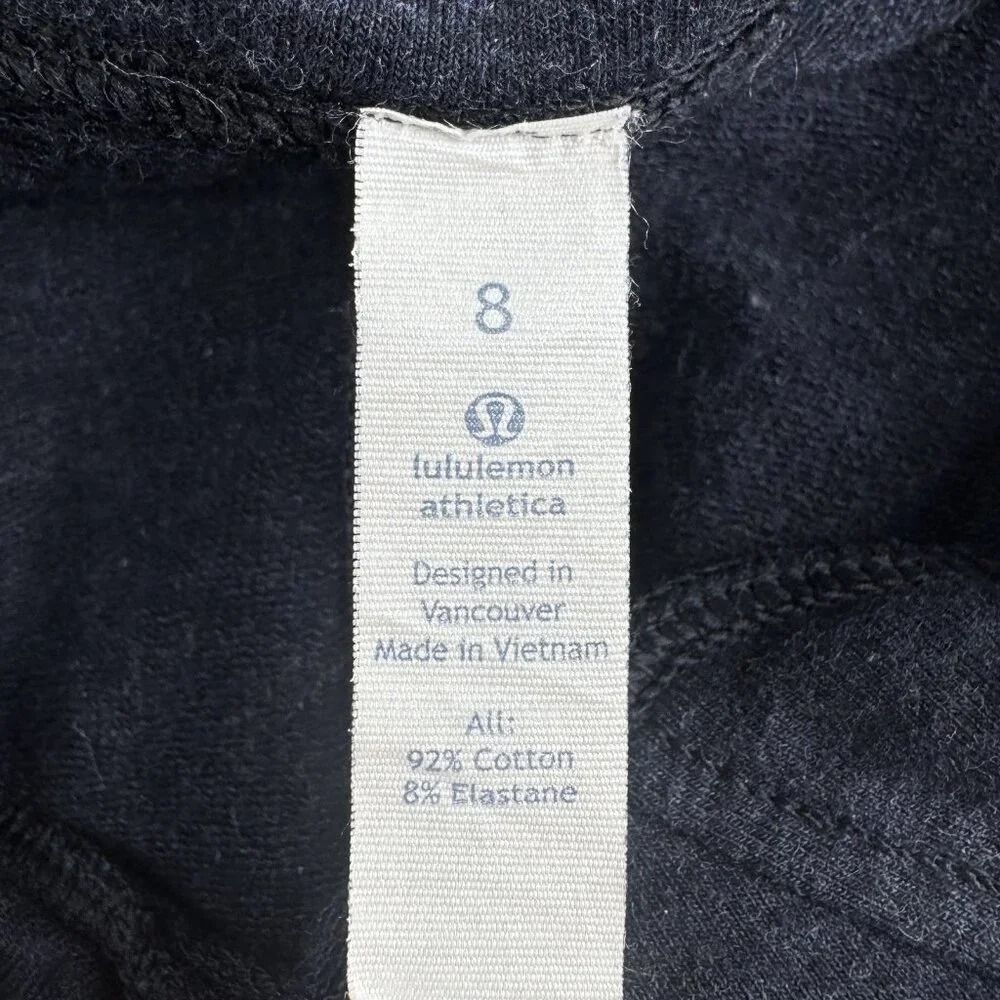 8
lululemon
athletica
Designed in
Vancouver
Made in Vietnam
All:
92% Cotton
8% Elastane